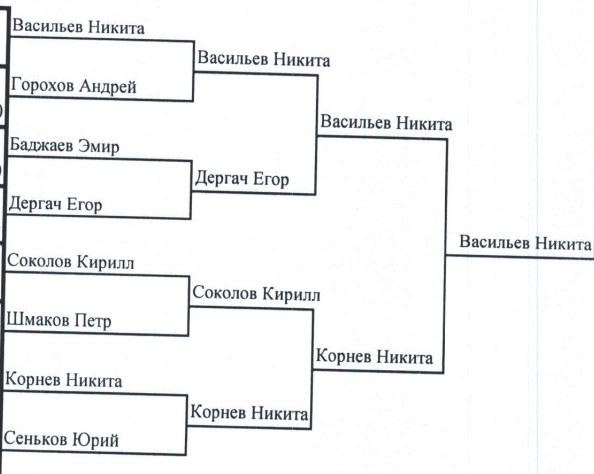 Васильев Никита
Горохов Андрей
Баджаев Эмир
Дергач Егор
Соколов Кирилл
Шмаков Петр
Корнев Никита
Сеньков Юрий
Васильев Никита
Дергач Егор
Соколов Кирилл
Корнев Никита
Васильев Никита
Корнев Никита
Васильев Никита